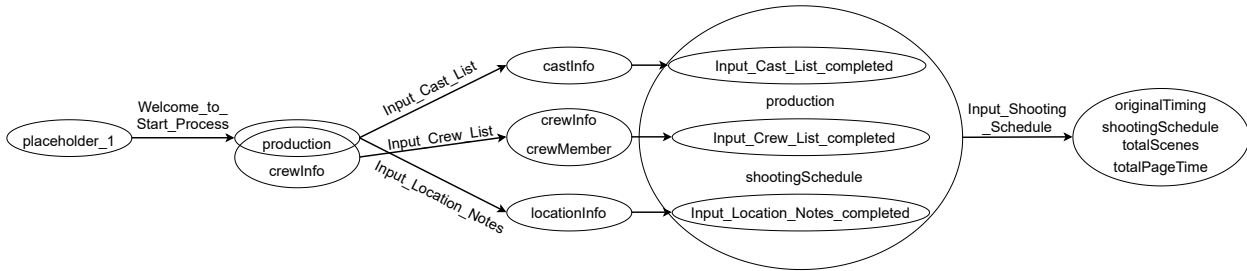 placeholder_1
Welcome_to_
Start_Process
production
crewInfo
Input_Cast_List
Input_Crew_List
Input_Location_Notes
castInfo
crewInfo
crewMember
locationInfo
Input_Cast_List_completed
production
Input_Crew_List_completed
shootingSchedule
Input_Location_Notes_completed
Input_Shooting
_Schedule
originalTiming
shootingSchedule
totalScenes
totalPageTime